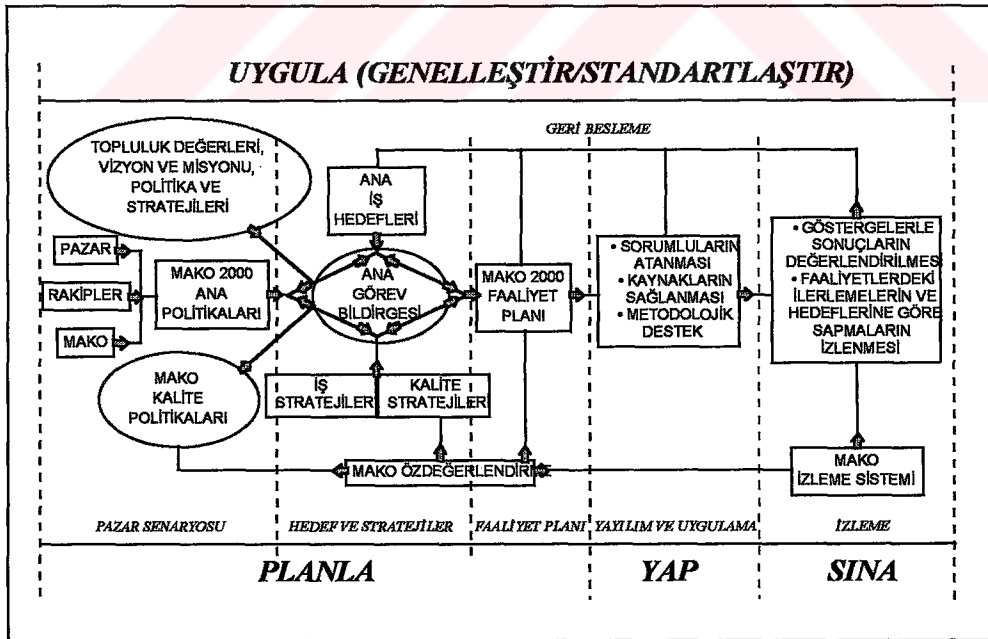 UYGULA (GENELLEŞTİR/STANDARTLAŞTIR)
GERİ BESLEME
TOPLULUK DEĞERLERİ,
VİZYON VE MİSYONU,
POLİTİKA VE
STRATEJİLERİ
PAZAR
RAKİPLER
MAKO
MAKO 2000
ANA
POLİTİKALARI
MAKO
KALİTE
POLİTİKALARI
ANA
İŞ
HEDEFLERİ
ANA
GÖREV
BİLDİRGESİ
İŞ
STRATEJİLERİ
KALİTE
STRATEJİLERİ
MAKO 2000
FAALİYET
PLANI
• SORUMLULARIN
ATANMASI
• KAYNAKLARIN
SAĞLANMASI
• METODOLOJİK
DESTEK
• GÖSTERGELERLE
SONUÇLARIN
DEĞERLENDİRİLMESİ
• FAALİYETLERDEKİ
İLERLEMELERİN VE
HEDEFLERİNE GÖRE
SAPMALARIN
İZLENMESİ
MAKO ÖZDEĞERLENDİRME
MAKO
İZLEME SİSTEMİ
PAZAR SENARYOSU
HEDEF VE STRATEJİLER
FAALİYET PLANI
YAYILIM VE UYGULAMA
İZLEME
PLANLA
YAP
SINA